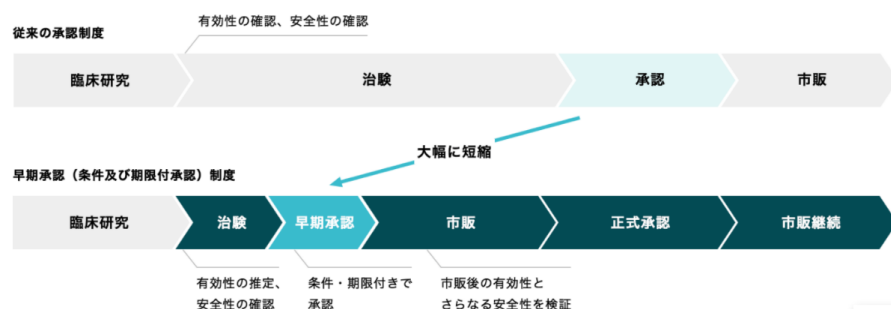 有効性の確認、安全性の確認
従来の承認制度
臨床研究
治験
承認
市販
大幅に短縮
早期承認（条件及び期限付承認）制度
臨床研究
治験
早期承認
市販
正式承認
市販継続
有効性の推定、
安全性の確認
条件・期限付きで
承認
市販後の有効性と
さらなる安全性を検証